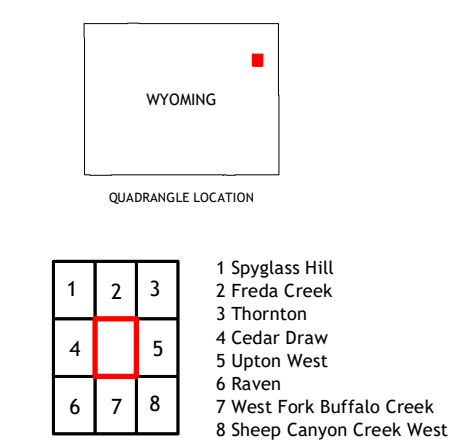 WYOMING
QUADRANGLE LOCATION
1 2 3
4 5
6 7 8
1 Spyglass Hill
2 Freda Creek
3 Thornton
4 Cedar Draw
5 Upton West
6 Raven
7 West Fork Buffalo Creek
8 Sheep Canyon Creek West